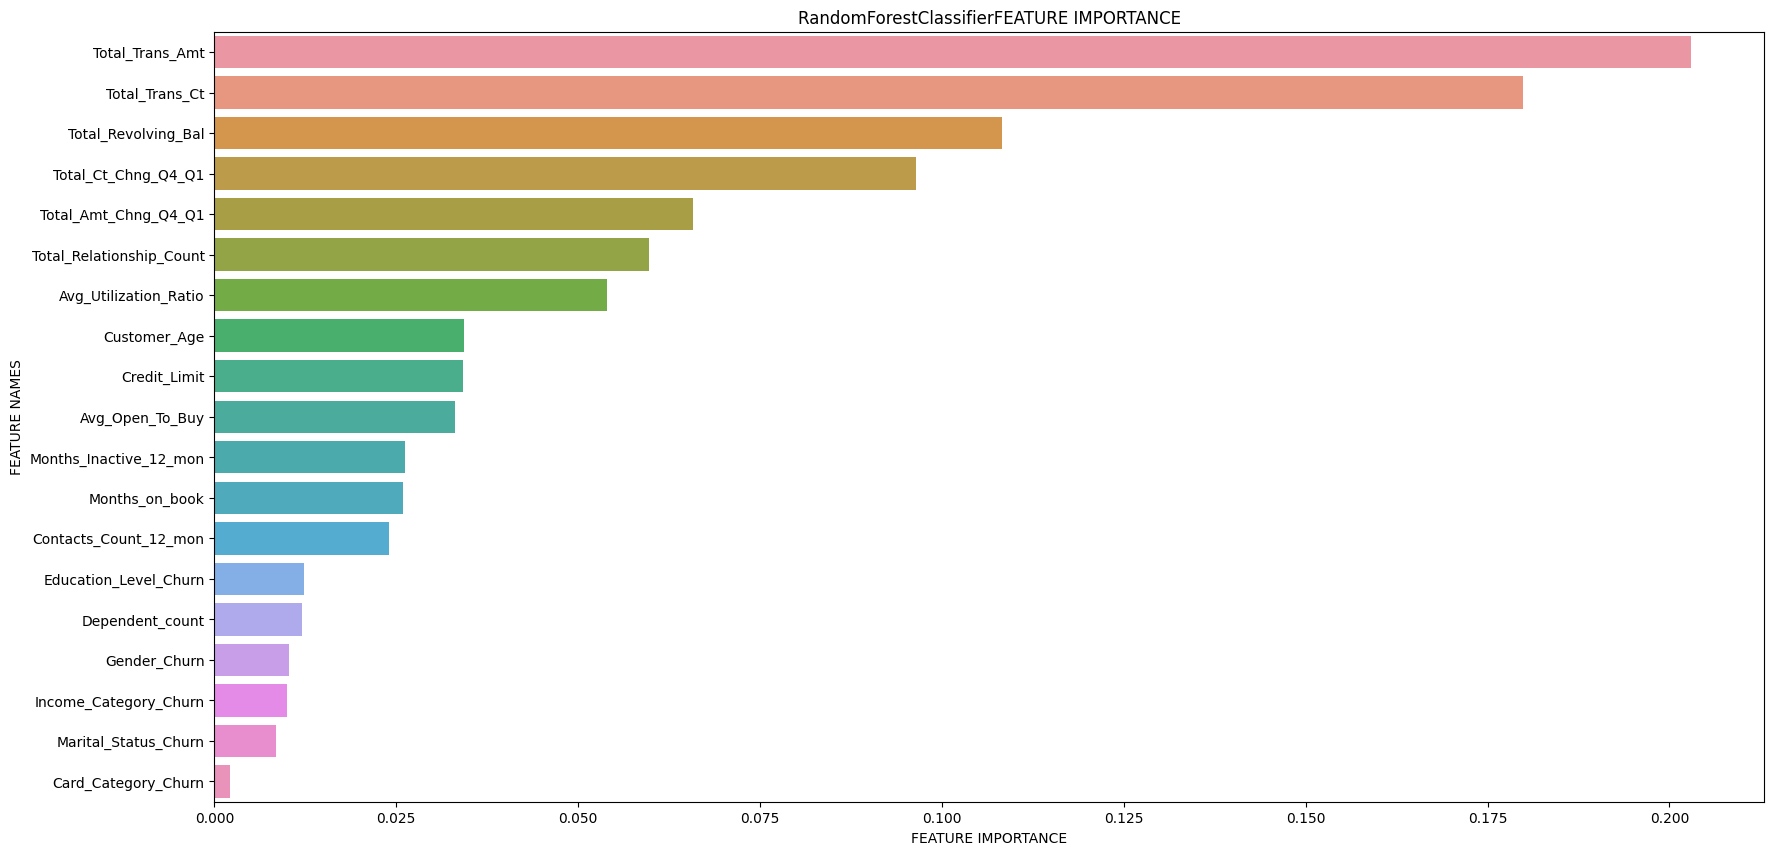 RandomForestClassifierFEATURE IMPORTANCE
FEATURE NAMES
Total_Trans_Amt
Total_Trans_Ct
Total_Revolving_Bal
Total_Ct_Chng_Q4_Q1
Total_Amt_Chng_Q4_Q1
Total_Relationship_Count
Avg_Utilization_Ratio
Customer_Age
Credit_Limit
Avg_Open_To_Buy
Months_Inactive_12_mon
Months_on_book
Contacts_Count_12_mon
Education_Level_Churn
Dependent_count
Gender_Churn
Income_Category_Churn
Marital_Status_Churn
Card_Category_Churn
0.000 0.025 0.050 0.075 0.100 0.125 0.150 0.175 0.200
FEATURE IMPORTANCE